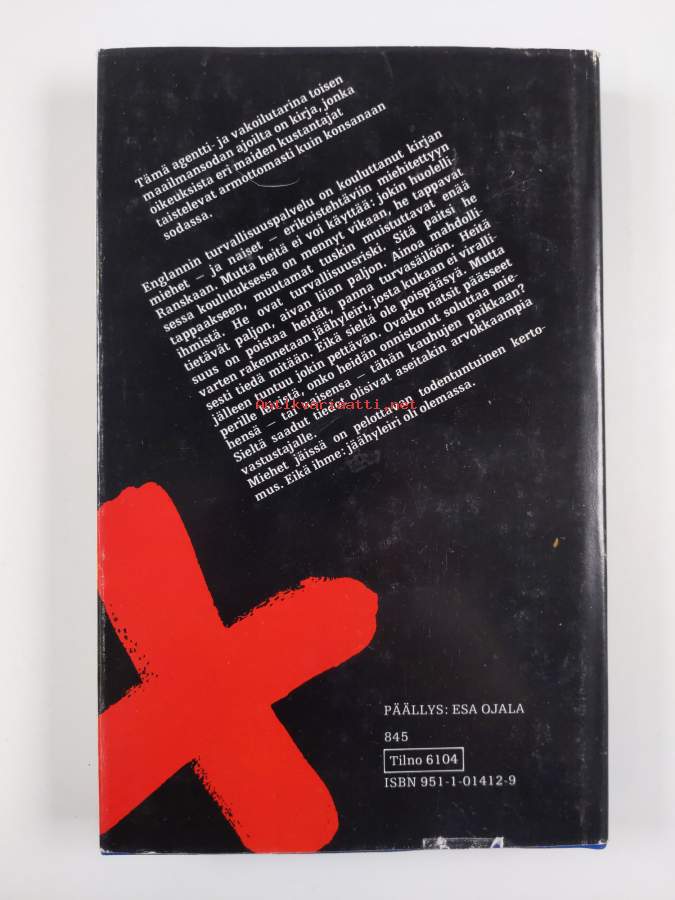 Tämä agentti- ja vakoilutarina toisen
maailmansodan ajoilta on kirja, jonka
oikeuksista eri maiden kustantajat
taistelevat armottomasti kuin konsanaan
sodassa.
Englannin turvallisuuspalvelu on kouluttanut kirjan
miehet – ja naiset – erikoistehtäviin miehitettyyn
Ranskaan. Mutta heitä ei voi käyttää: jokin huolelli-
sessa koulutuksessa on mennyt vikaan, he tappavat
tappaakseen, muutamat tuskin muistuttavat enää
ihmistä. He ovat turvallisuusriski. Sitä paitsi he
tietävät paljon, aivan liian paljon. Ainoa mahdolli-
suus on poistaa heidät, panna turvasäilöön. Heitä
varten rakennetaan jäähyleiri, josta kukaan ei viralli-
sesti tiedä mitään. Eikä sieltä ole poispääsyä. Mutta
jälleen tuntuu jokin pettävän. Ovatko natsit päässeet
perille leiristä, onko heidän onnistunut soluttaa mie-
hensä – tai naisensa – tähän kauhujen paikkaan?
Sieltä saadut tiedot olisivat aseitakin arvokkaampia
vastustajalle.
Miehet jäissä on pelottavan todentuntuinen kerto-
mus. Eikä ihme: jäähyleiri oli olemassa.
Antikvariaatti.net
PÄÄLLYS: ESA OJALA
845
Tilno 6104
ISBN 951-1-01412-9